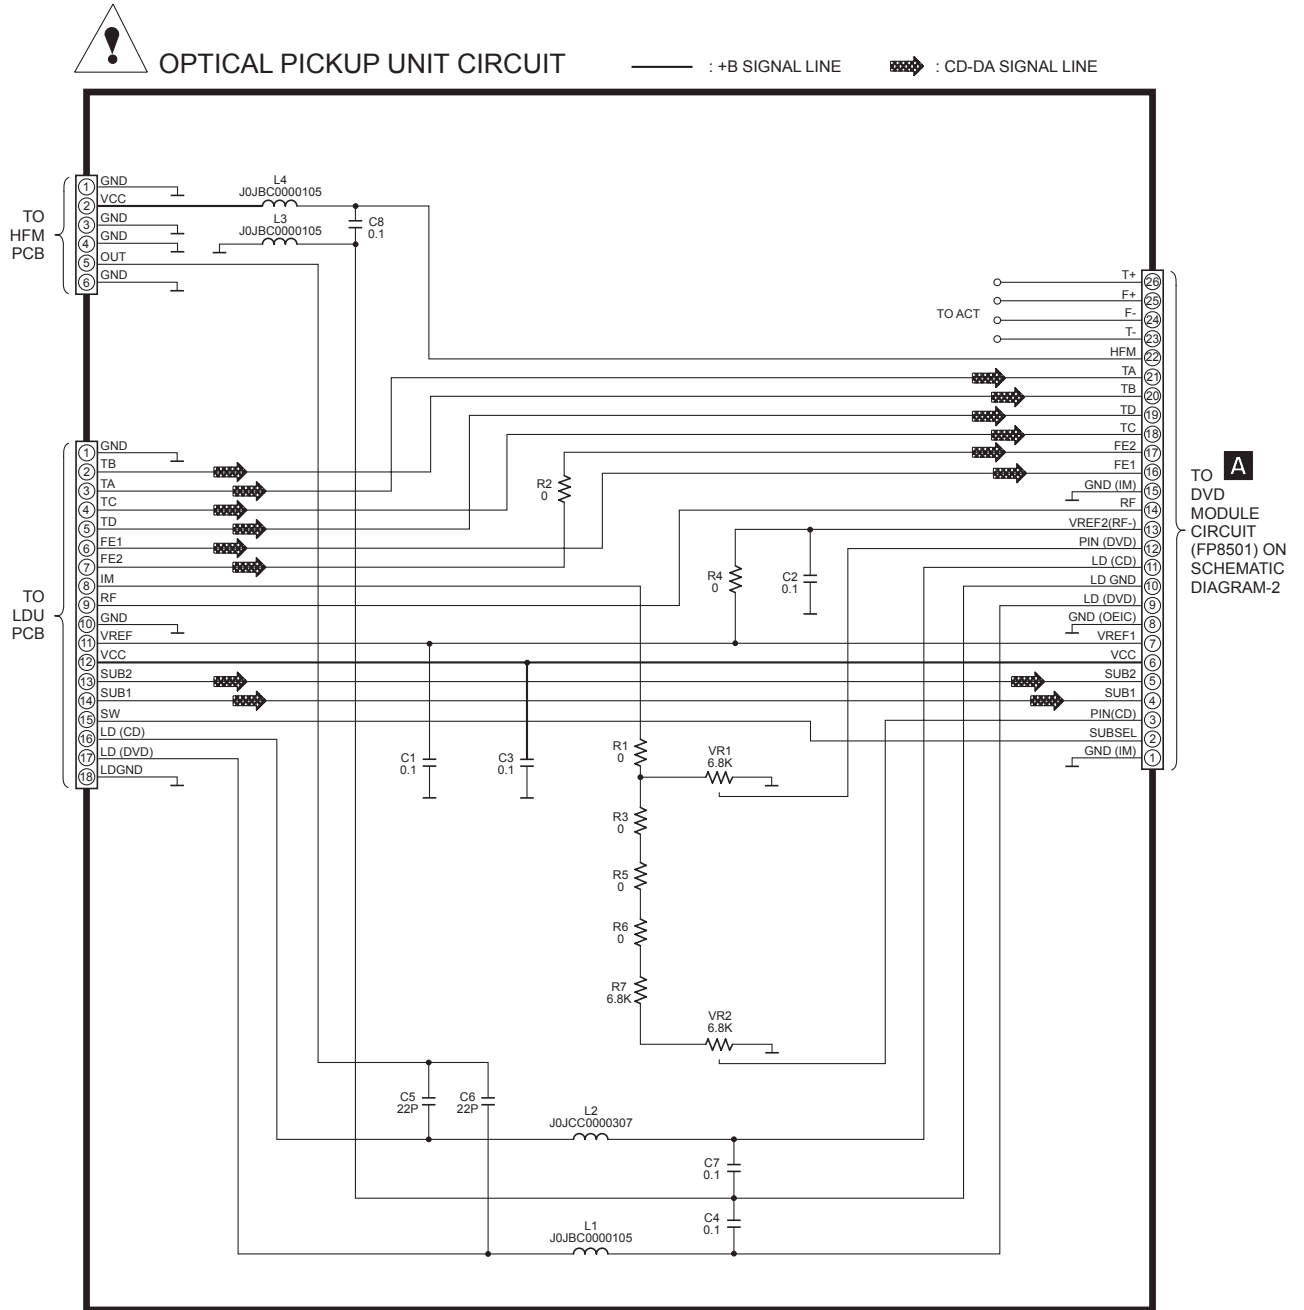 OPTICAL PICKUP UNIT CIRCUIT
: +B SIGNAL LINE
: CD-DA SIGNAL LINE
TO
HFM
PCB
1 GND
2 VCC
3 GND
4 GND
5 OUT
6 GND
L4
J0JBC0000105
L3
J0JBC0000105
C8
0.1
TO ACT
T+ 26
F+ 25
F- 24
T- 23
HFM 22
TA 21
TB 20
TD 19
TC 18
FE2 17
FE1 16
GND (IM) 15
RF 14
VREF2(RF-) 13
PIN (DVD) 12
LD (CD) 11
LD GND 10
LD (DVD) 9
GND (OEIC) 8
VREF1 7
VCC 6
SUB2 5
SUB1 4
PIN(CD) 3
SUBSEL 2
GND (IM) 1
TO A
DVD
MODULE
CIRCUIT
(FP8501) ON
SCHEMATIC
DIAGRAM-2
TO
LDU
PCB
1 GND
2 TB
3 TA
4 TC
5 TD
6 FE1
7 FE2
8 IM
9 RF
10 GND
11 VREF
12 VCC
13 SUB2
14 SUB1
15 SW
16 LD (CD)
17 LD (DVD)
18 LDGND
R2
0
R4
0
C2
0.1
C1
0.1
C3
0.1
R1
0
VR1
6.8K
R3
0
R5
0
R6
0
R7
6.8K
VR2
6.8K
C5
22P
C6
22P
L2
J0JCC0000307
C7
0.1
C4
0.1
L1
J0JBC0000105